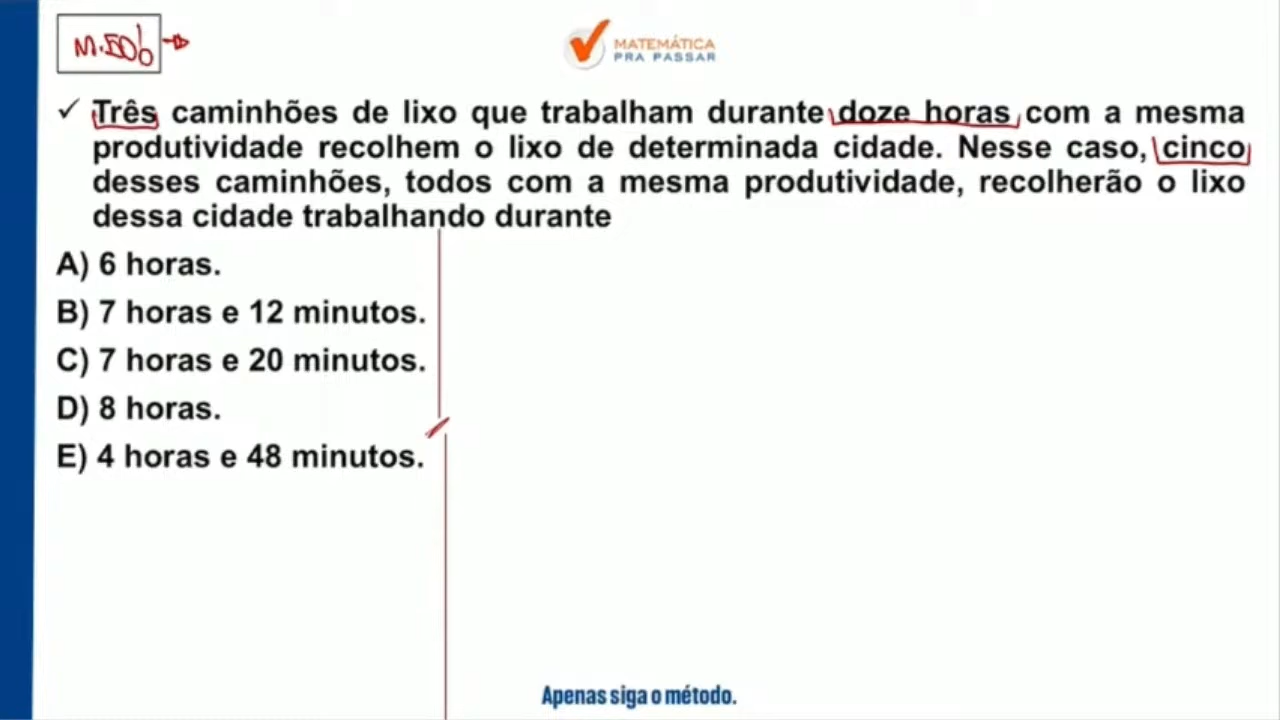 MATEMÁTICA
PRA PASSAR
✓ Três caminhões de lixo que trabalham durante doze horas com a mesma
produtividade recolhem o lixo de determinada cidade. Nesse caso, cinco
desses caminhões, todos com a mesma produtividade, recolherão o lixo
dessa cidade trabalhando durante
A) 6 horas.
B) 7 horas e 12 minutos.
C) 7 horas e 20 minutos.
D) 8 horas.
E) 4 horas e 48 minutos.
Apenas siga o método.